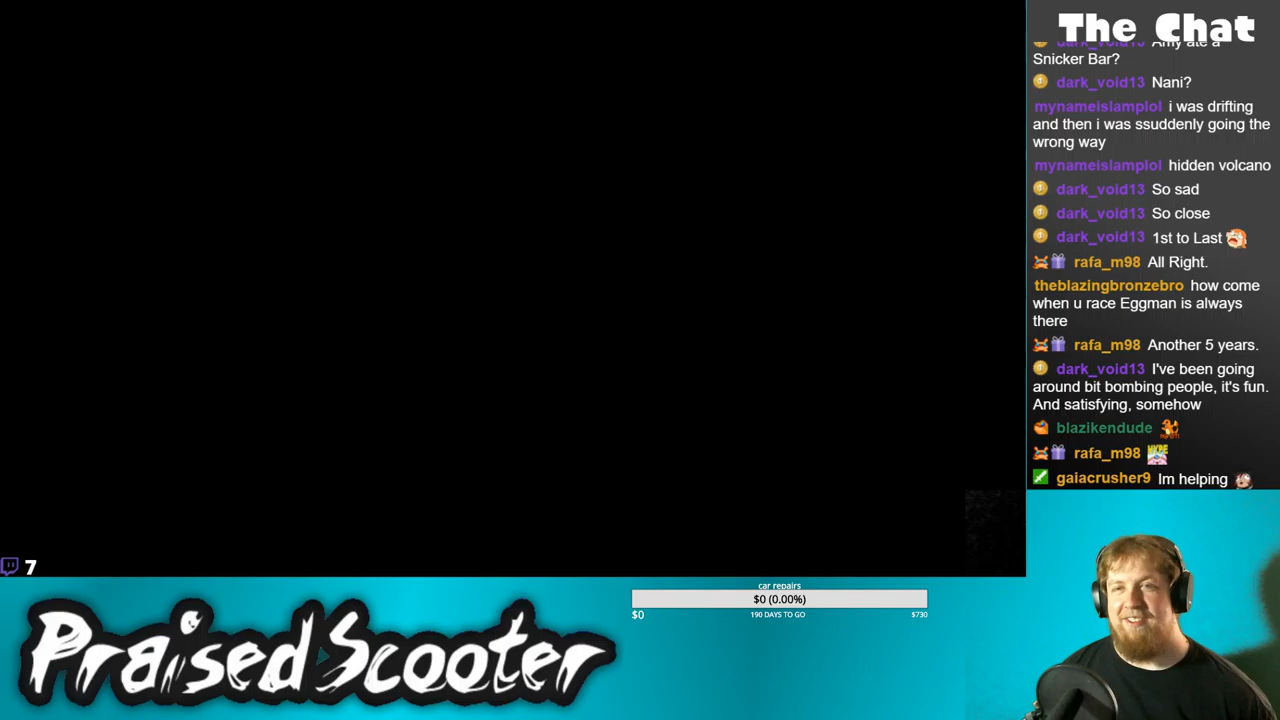 The Chat
dark_void13 Amy ate a
Snicker Bar?
dark_void13 Nani?
mynameislamplol i was drifting
and then i was ssuddenly going the
wrong way
mynameislamplol hidden volcano
dark_void13 So sad
dark_void13 So close
dark_void13 1st to Last
rafa_m98 All Right.
theblazingbronzebro how come
when u race Eggman is always
there
rafa_m98 Another 5 years.
dark_void13 I've been going
around bit bombing people, it's fun.
And satisfying, somehow
blazikendude
rafa_m98
gaiacrusher9 Im helping
7
car repairs
$0 (0.00%)
$0 190 DAYS TO GO $730
PraisedScooter